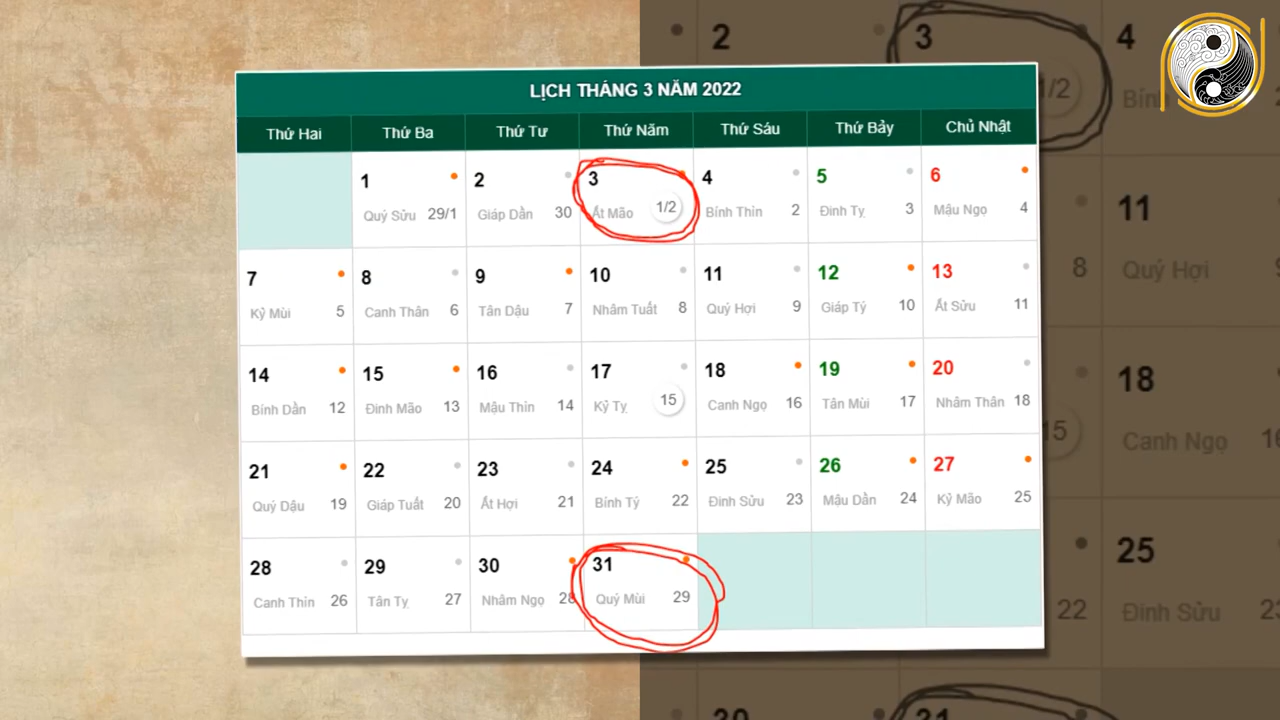 LỊCH THÁNG 3 NĂM 2022
Thứ Hai Thứ Ba Thứ Tư Thứ Năm Thứ Sáu Thứ Bảy Chủ Nhật
1 2 3 4 5 6
Quý Sửu 29/1 Giáp Dần 30 Ất Mão 1/2 Bính Thìn 2 Đinh Tỵ 3 Mậu Ngọ 4
7 8 9 10 11 12 13
Kỷ Mùi 5 Canh Thân 6 Tân Dậu 7 Nhâm Tuất 8 Quý Hợi 9 Giáp Tý 10 Ất Sửu 11
14 15 16 17 18 19 20
Bính Dần 12 Đinh Mão 13 Mậu Thìn 14 Kỷ Tỵ 15 Canh Ngọ 16 Tân Mùi 17 Nhâm Thân 18
21 22 23 24 25 26 27
Quý Dậu 19 Giáp Tuất 20 Ất Hợi 21 Bính Tý 22 Đinh Sửu 23 Mậu Dần 24 Kỷ Mão 25
28 29 30 31
Canh Thìn 26 Tân Tỵ 27 Nhâm Ngọ 28 Quý Mùi 29
2 3 4
1/2 Bính
11
8 Quý Hợi
18
15 Canh Ngọ
25
22 Đinh Sửu
30 31